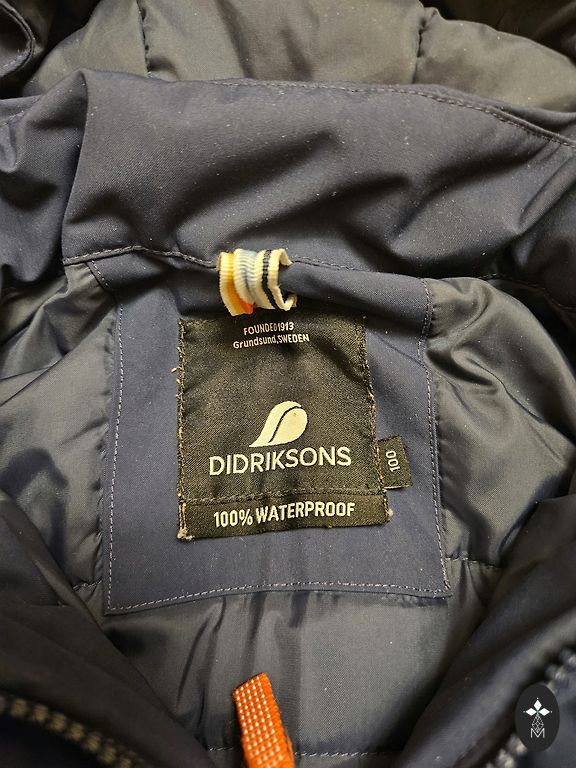 FOUNDED 1913
Grundsund, SWEDEN
DIDRIKSONS
100
100% WATERPROOF